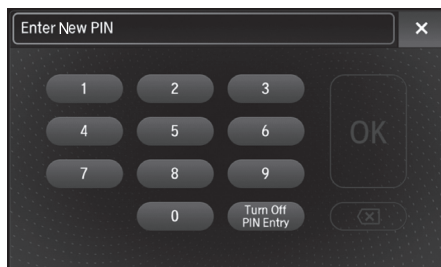 Enter New PIN ×
1 2 3
4 5 6 OK
7 8 9
0 Turn Off
PIN Entry